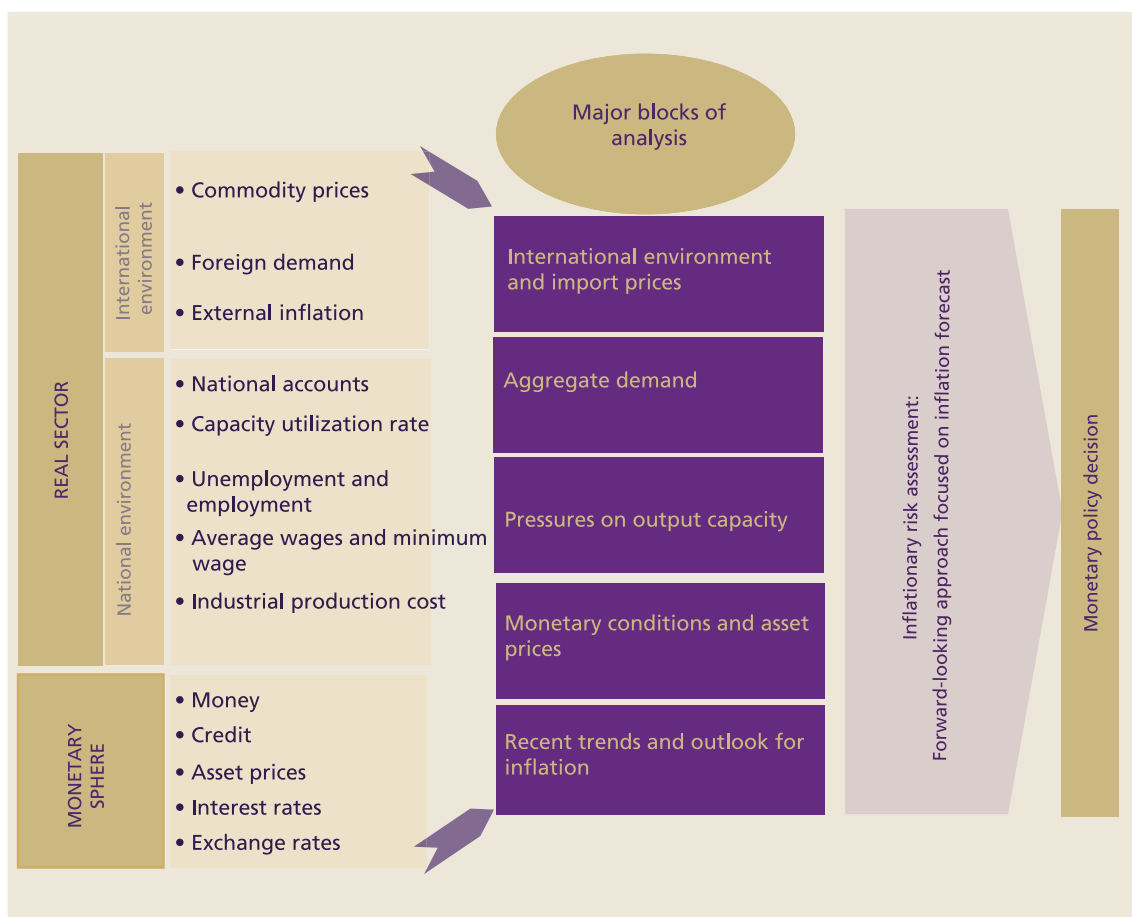 Major blocks of
analysis
REAL SECTOR
International
environment
• Commodity prices
• Foreign demand
• External inflation
National environment
• National accounts
• Capacity utilization rate
• Unemployment and
employment
• Average wages and minimum
wage
• Industrial production cost
MONETARY
SPHERE
• Money
• Credit
• Asset prices
• Interest rates
• Exchange rates
International environment
and import prices
Aggregate demand
Pressures on output capacity
Monetary conditions and asset
prices
Recent trends and outlook for
inflation
Inflationary risk assessment:
Forward-looking approach focused on inflation forecast
Monetary policy decision